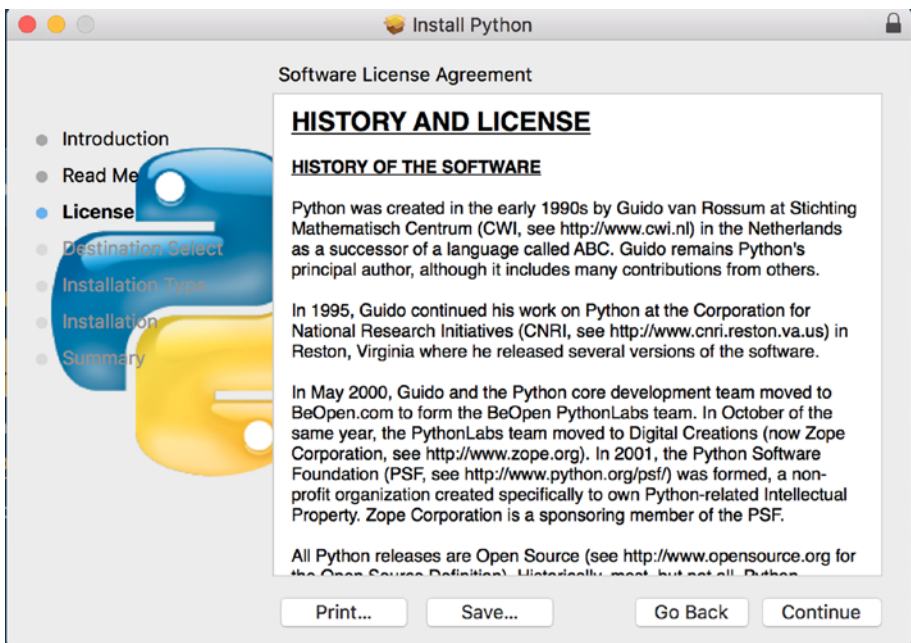 Install Python
Software License Agreement
Introduction
Read Me
License
Destination Select
Installation Type
Installation
Summary
HISTORY AND LICENSE
HISTORY OF THE SOFTWARE
Python was created in the early 1990s by Guido van Rossum at Stichting
Mathematisch Centrum (CWI, see http://www.cwi.nl) in the Netherlands
as a successor of a language called ABC. Guido remains Python's
principal author, although it includes many contributions from others.
In 1995, Guido continued his work on Python at the Corporation for
National Research Initiatives (CNRI, see http://www.cnri.reston.va.us) in
Reston, Virginia where he released several versions of the software.
In May 2000, Guido and the Python core development team moved to
BeOpen.com to form the BeOpen PythonLabs team. In October of the
same year, the PythonLabs team moved to Digital Creations (now Zope
Corporation, see http://www.zope.org). In 2001, the Python Software
Foundation (PSF, see http://www.python.org/psf/) was formed, a non-
profit organization created specifically to own Python-related Intellectual
Property. Zope Corporation is a sponsoring member of the PSF.
All Python releases are Open Source (see http://www.opensource.org for
the Open Source Definition). Historically, most, but not all, Python
Print...
Save...
Go Back
Continue